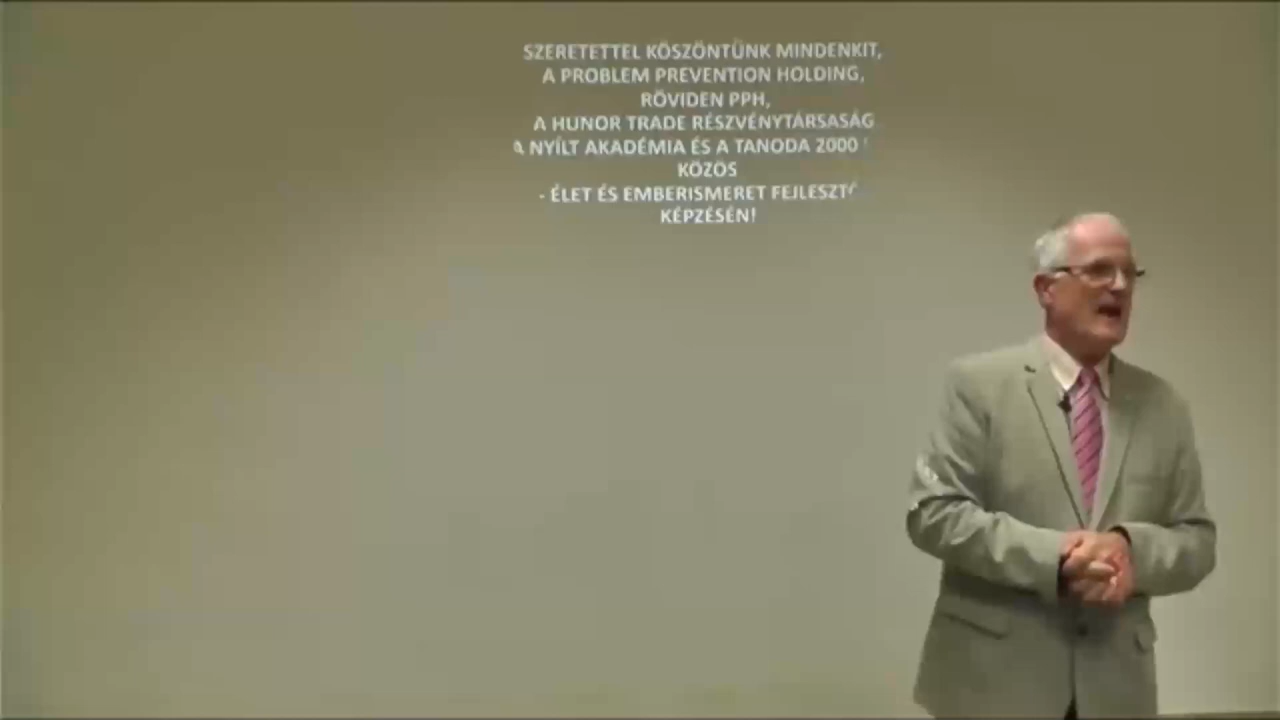 SZERETETTEL KÖSZÖNTÜNK MINDENKIT,
A PROBLEM PREVENTION HOLDING,
RÖVIDEN PPH,
A HUNOR TRADE RÉSZVÉNYTÁRSASÁG
A NYÍLT AKADÉMIA ÉS A TANODA 2000
KÖZÖS
- ÉLET ÉS EMBERISMERET
KÉPZÉSÉN!